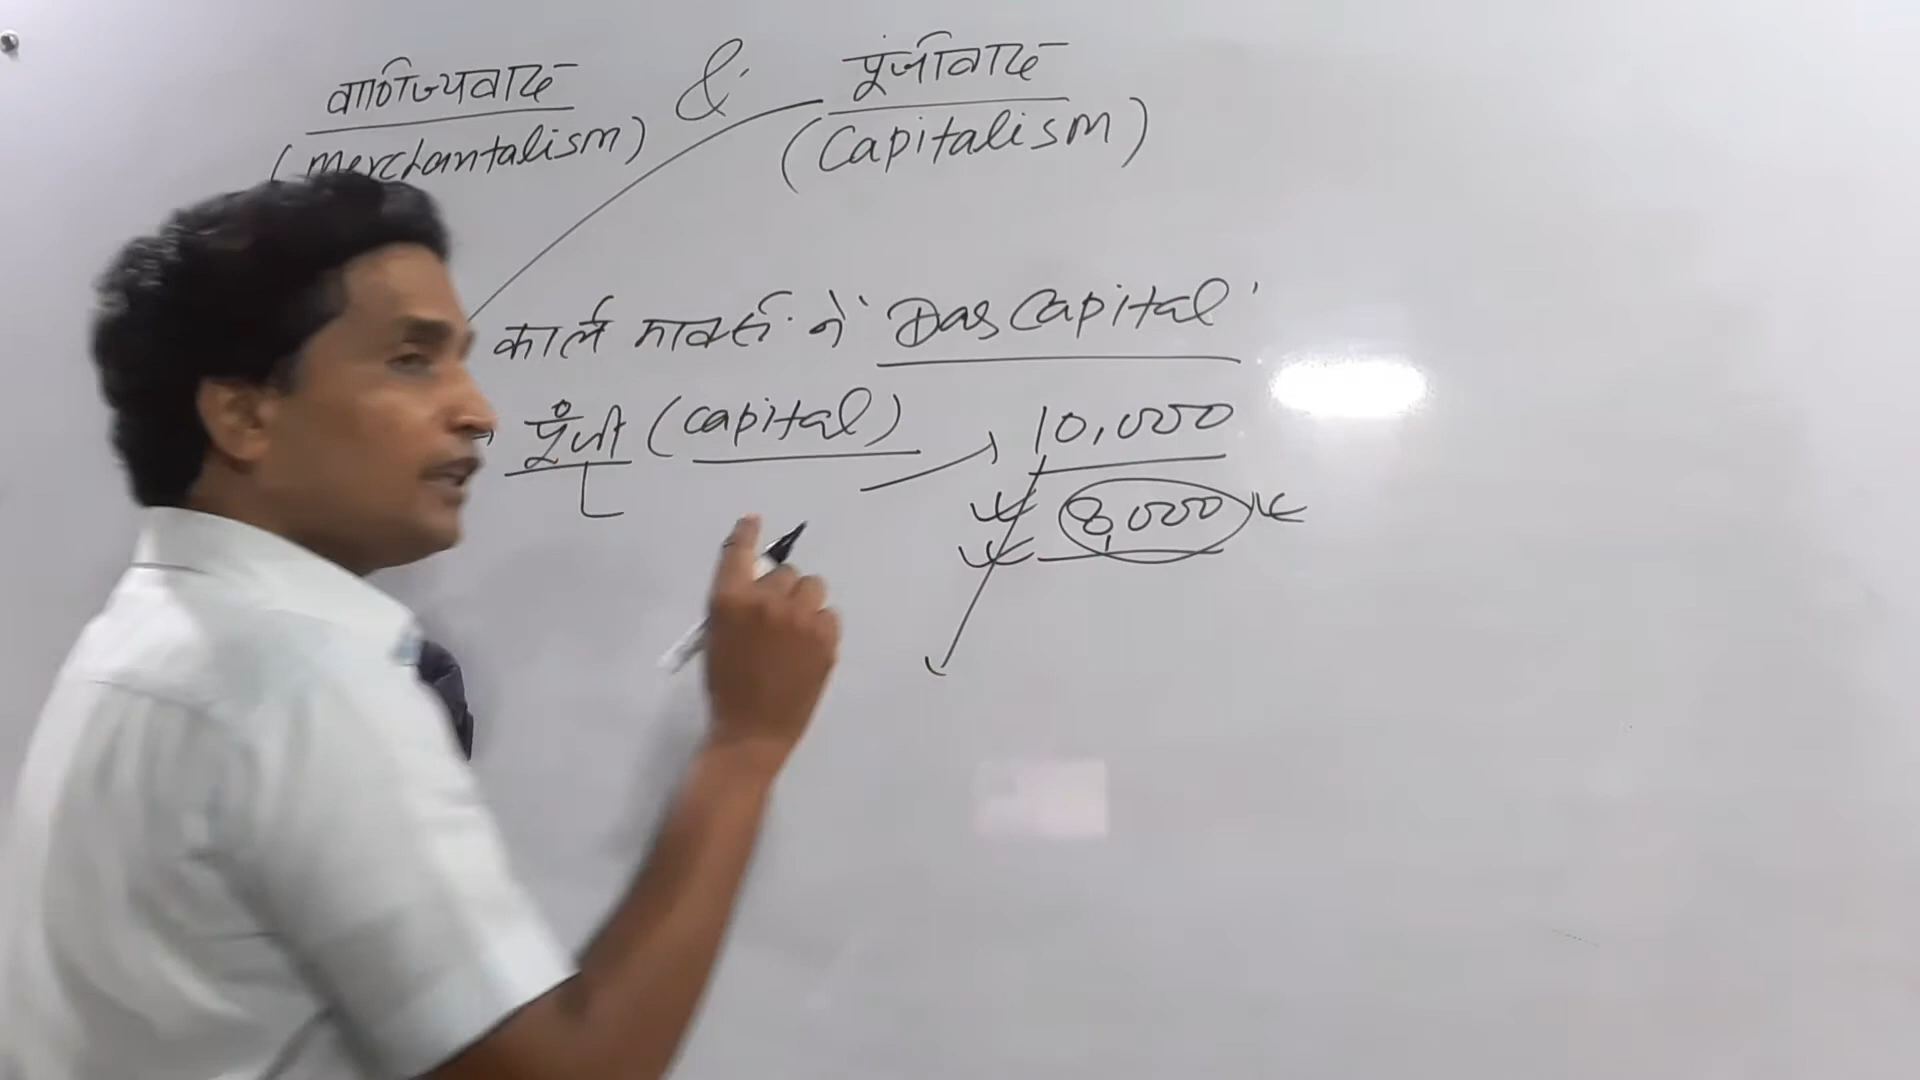 वाणिज्यवाद & पूंजीवाद
(merchantalism) (Capitalism)
कार्ल मार्क्स ने 'Das Capital'
पूँजी (capital) → 10,000
8,000